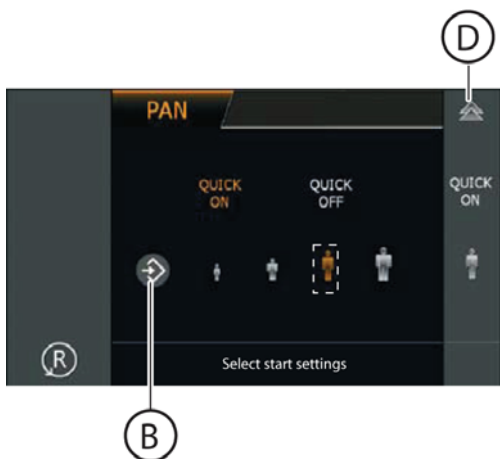 D
PAN
QUICK
ON
QUICK
OFF
QUICK
ON
R
Select start settings
B